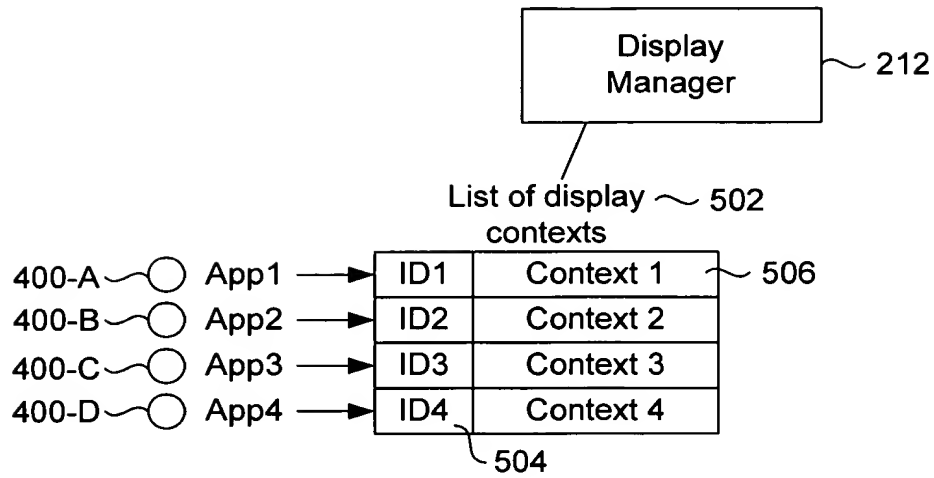 Display
Manager
212
List of display
502
contexts
400-A App1 ID1 Context 1 506
400-B App2 ID2 Context 2
400-C App3 ID3 Context 3
400-D App4 ID4 Context 4
504